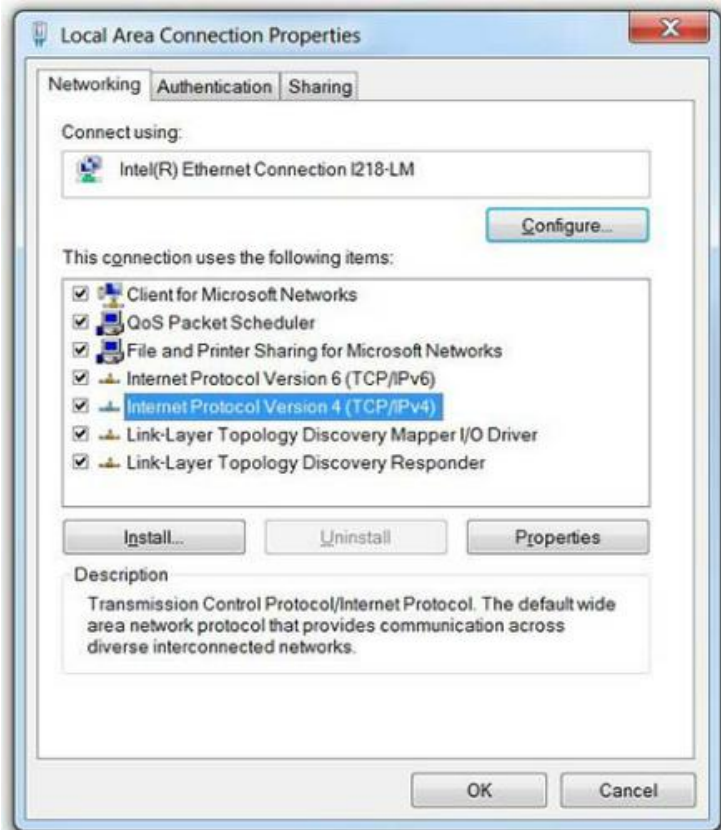 Local Area Connection Properties
Networking
Authentication
Sharing
Connect using:
Intel(R) Ethernet Connection I218-LM
Configure...
This connection uses the following items:
Client for Microsoft Networks
QoS Packet Scheduler
File and Printer Sharing for Microsoft Networks
Internet Protocol Version 6 (TCP/IPv6)
Internet Protocol Version 4 (TCP/IPv4)
Link-Layer Topology Discovery Mapper I/O Driver
Link-Layer Topology Discovery Responder
Install...
Uninstall
Properties
Description
Transmission Control Protocol/Internet Protocol. The default wide
area network protocol that provides communication across
diverse interconnected networks.
OK
Cancel